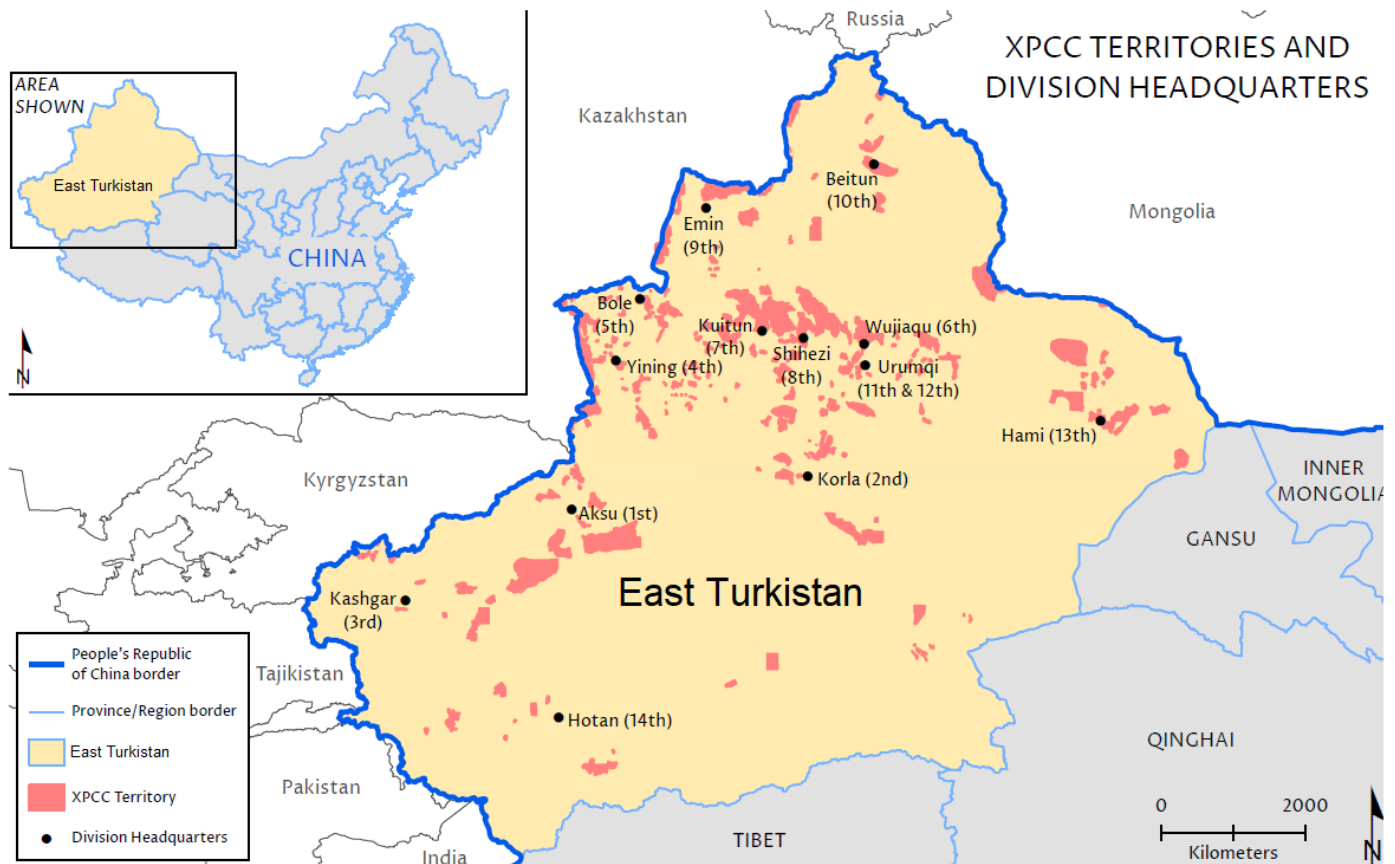 XPCC TERRITORIES AND
DIVISION HEADQUARTERS
AREA
SHOWN
East Turkistan
CHINA
N
Russia
Kazakhstan
Mongolia
Beitun
(10th)
Emin
(9th)
Bole
(5th)
Kuitun
(7th)
Shihezi
(8th)
Wujiaqu (6th)
Urumqi
(11th & 12th)
Yining (4th)
Hami (13th)
Korla (2nd)
Kyrgyzstan
Aksu (1st)
INNER
MONGOLIA
GANSU
East Turkistan
Kashgar
(3rd)
Tajikistan
Hotan (14th)
QINGHAI
Pakistan
TIBET
India
People's Republic
of China border
Province/Region border
East Turkistan
XPCC Territory
Division Headquarters
0 2000
Kilometers
N